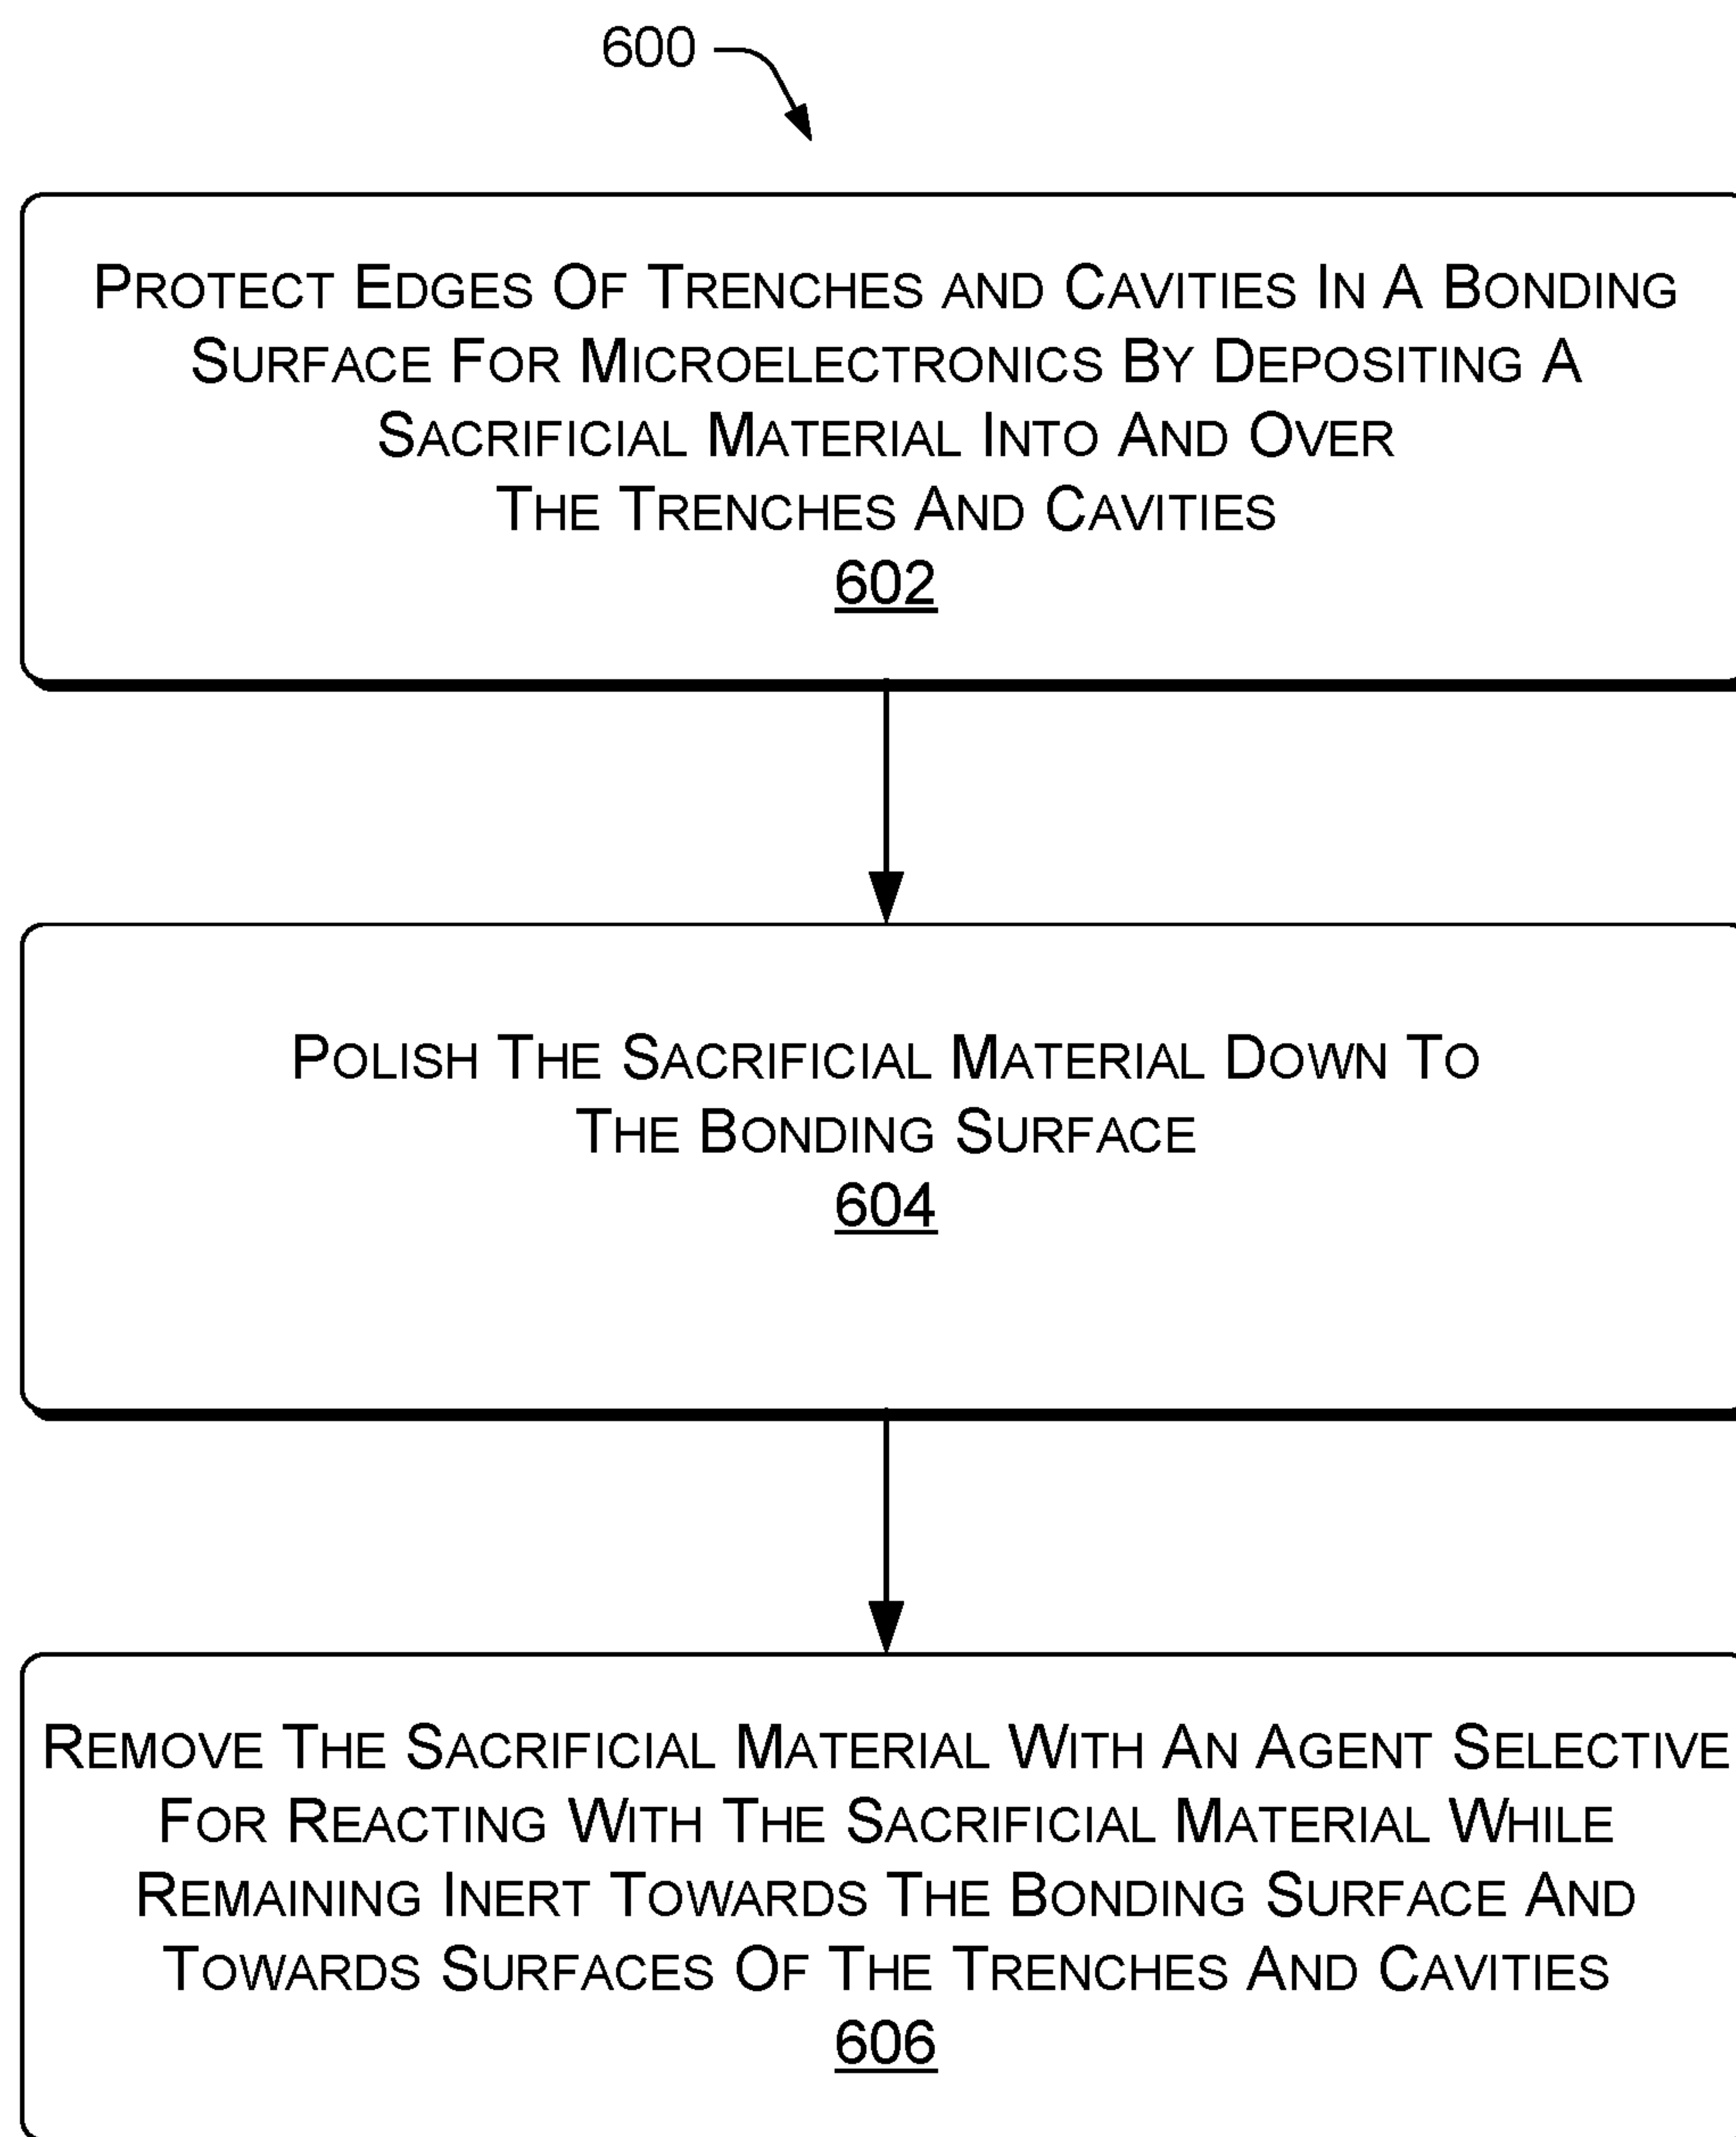 600
PROTECT EDGES OF TRENCHES AND CAVITIES IN A BONDING
SURFACE FOR MICROELECTRONICS BY DEPOSITING A
SACRIFICIAL MATERIAL INTO AND OVER
THE TRENCHES AND CAVITIES
602
POLISH THE SACRIFICIAL MATERIAL DOWN TO
THE BONDING SURFACE
604
REMOVE THE SACRIFICIAL MATERIAL WITH AN AGENT SELECTIVE
FOR REACTING WITH THE SACRIFICIAL MATERIAL WHILE
REMAINING INERT TOWARDS THE BONDING SURFACE AND
TOWARDS SURFACES OF THE TRENCHES AND CAVITIES
606